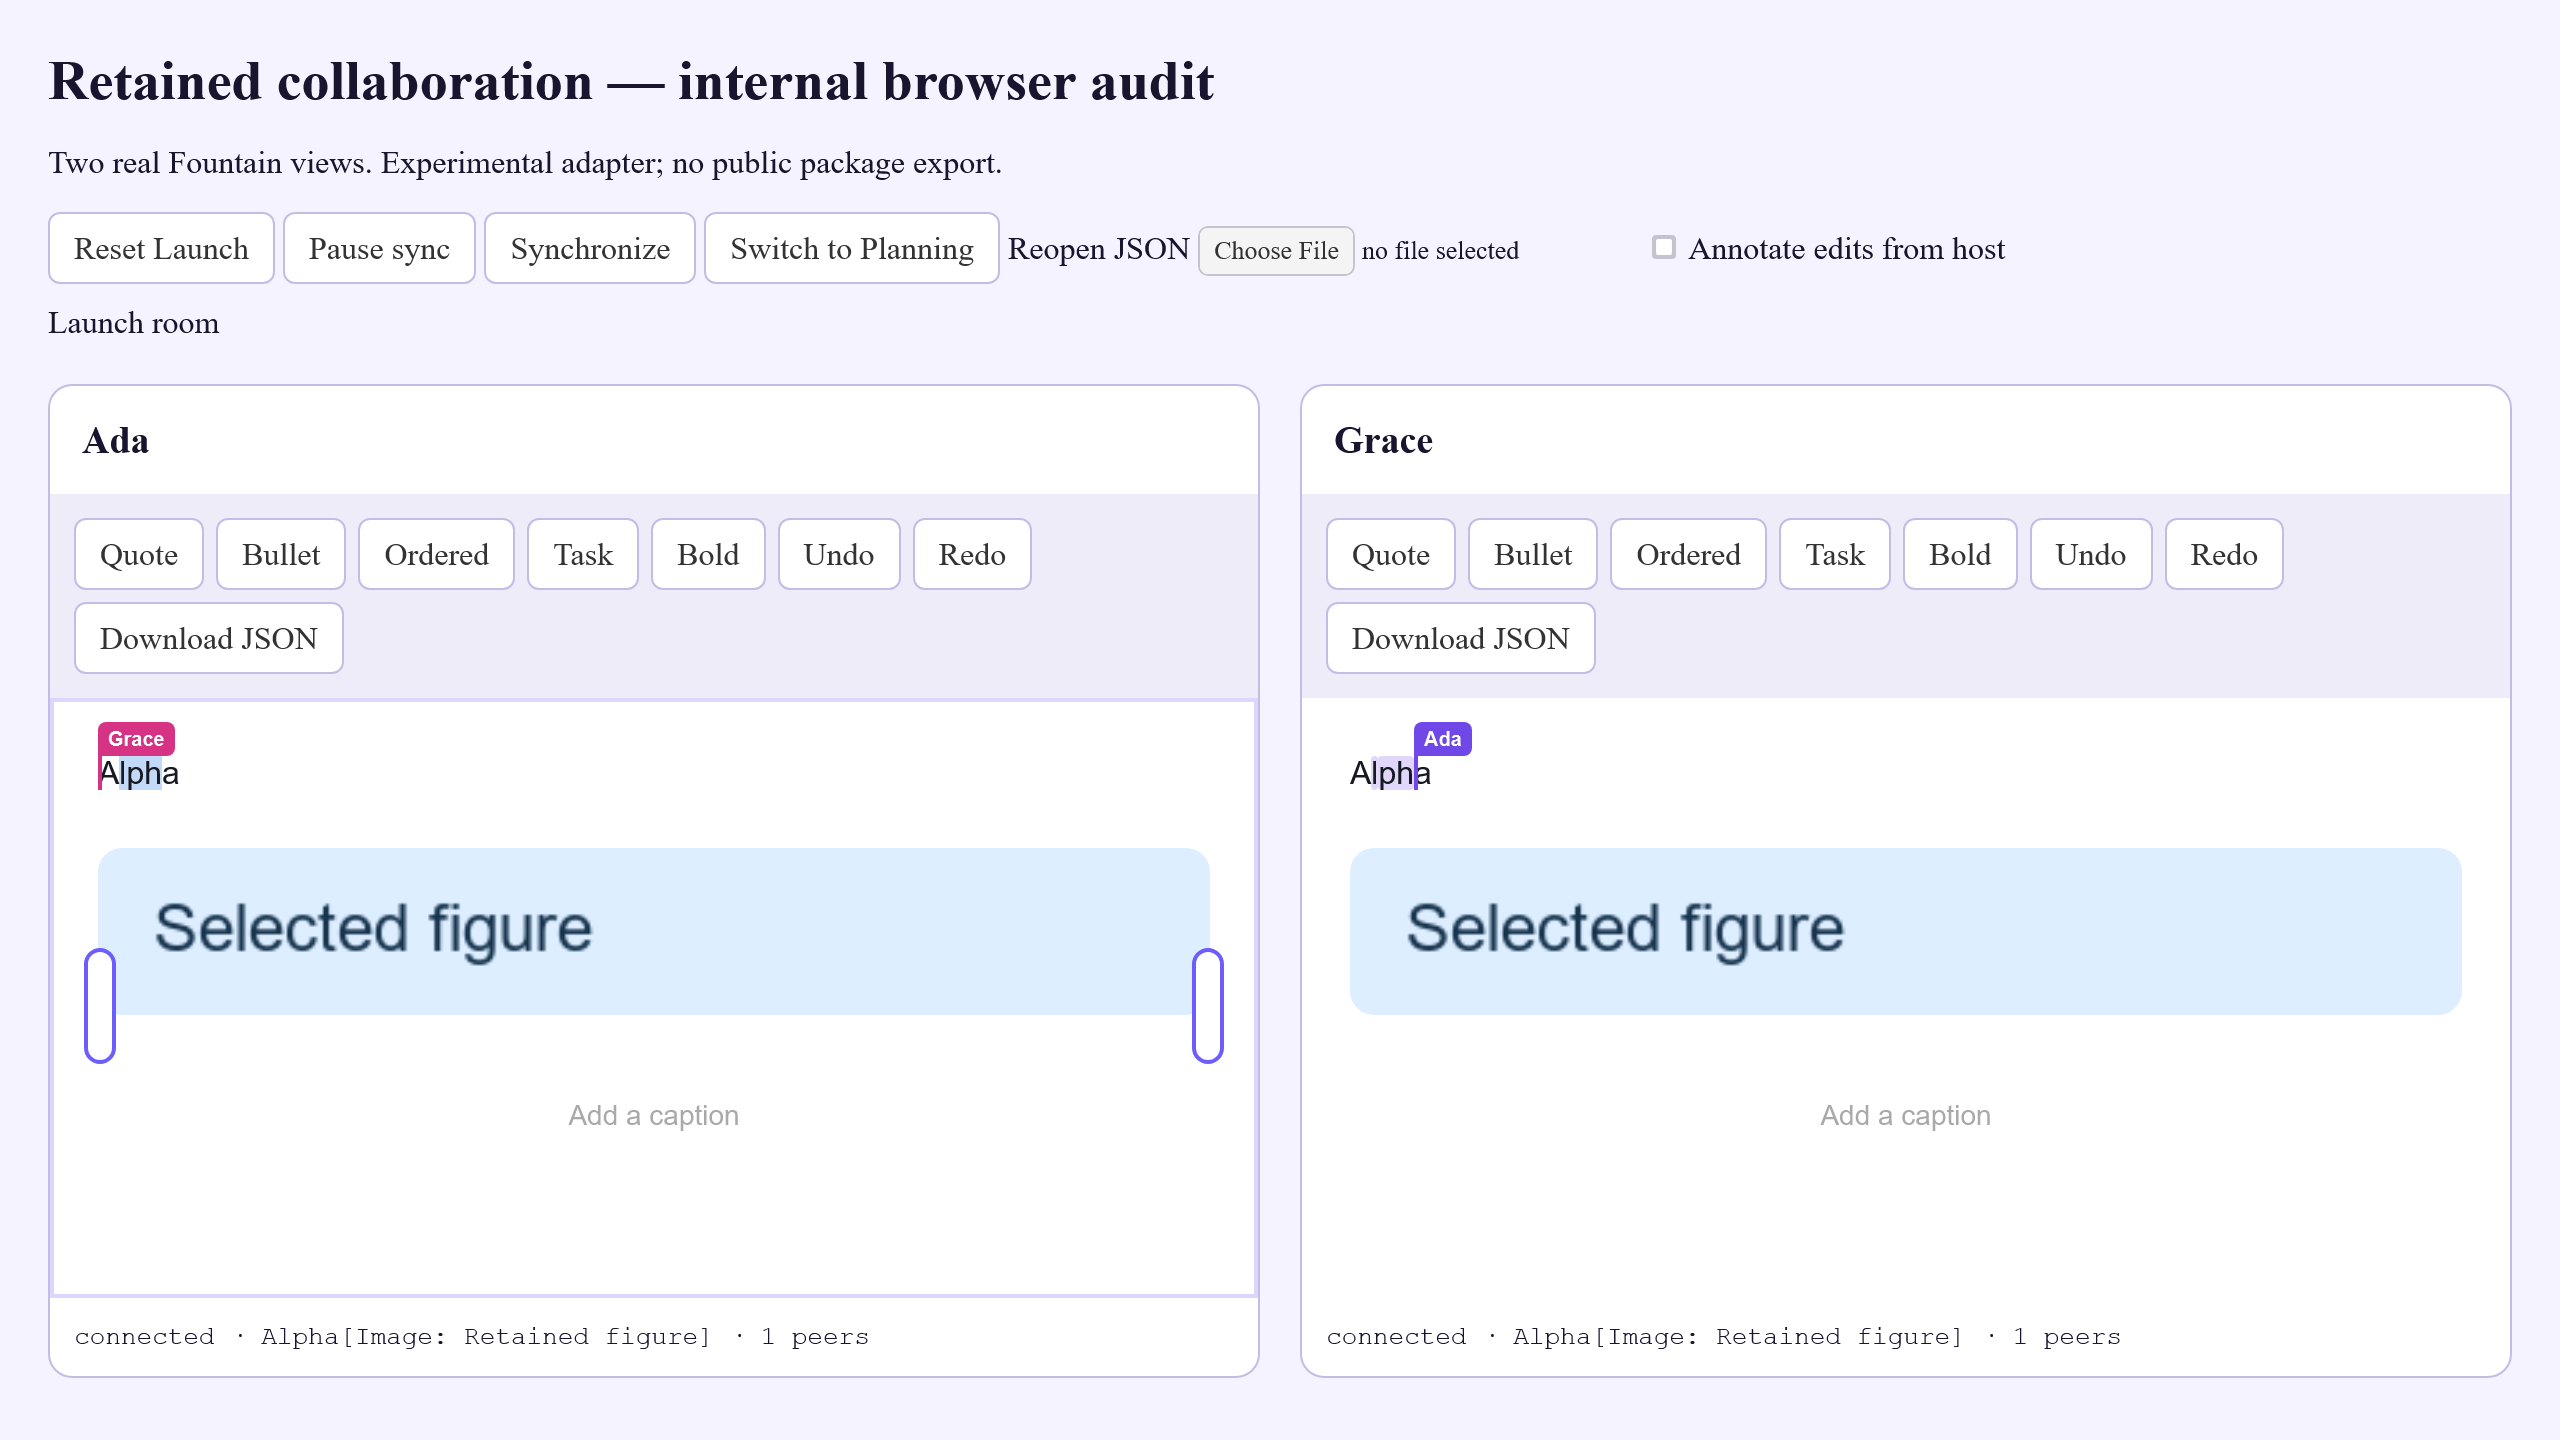 Retained collaboration — internal browser audit
Two real Fountain views. Experimental adapter; no public package export.
Reset Launch Pause sync Synchronize Switch to Planning Reopen JSON Choose File no file selected Annotate edits from host
Launch room
Ada
Quote Bullet Ordered Task Bold Undo Redo
Download JSON
Grace
Alpha
Selected figure
Add a caption
connected · Alpha[Image: Retained figure] · 1 peers
Grace
Quote Bullet Ordered Task Bold Undo Redo
Download JSON
Ada
Alpha
Selected figure
Add a caption
connected · Alpha[Image: Retained figure] · 1 peers